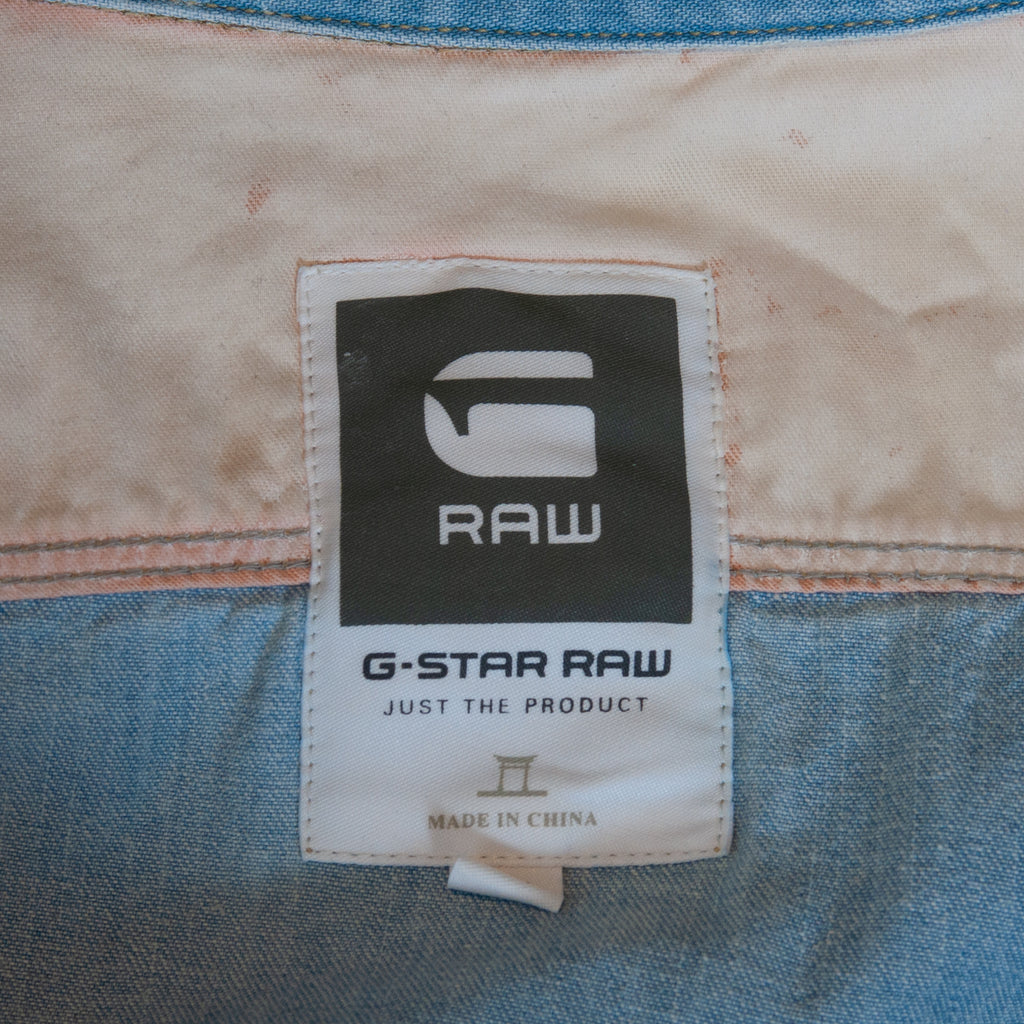 G
RAW
G-STAR RAW
JUST THE PRODUCT
MADE IN CHINA